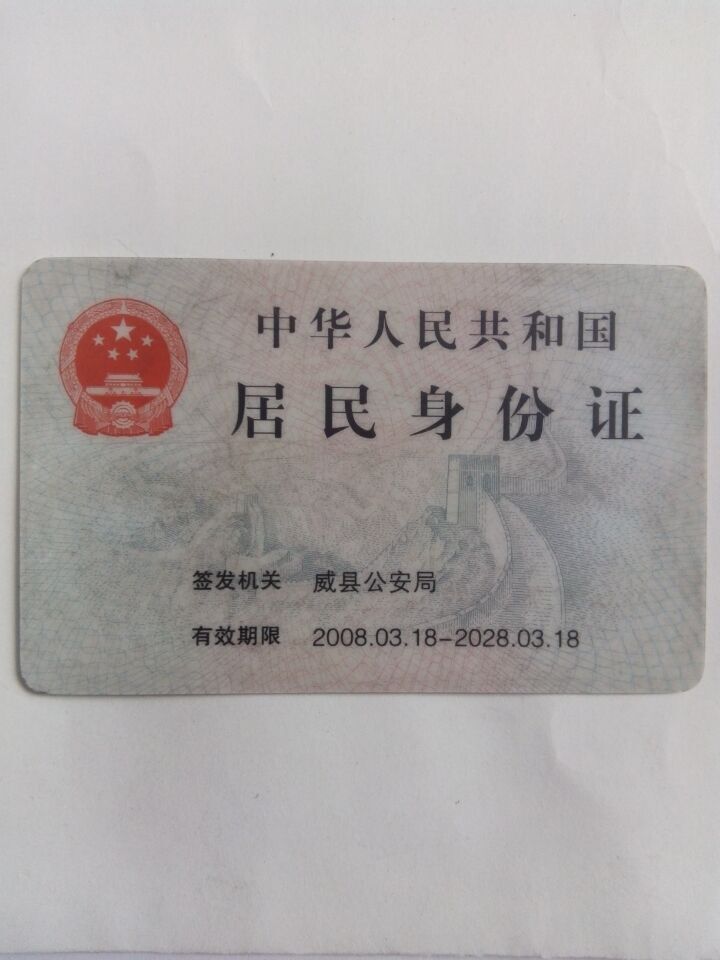 中华人民共和国
居民身份证
签发机关 威县公安局
有效期限 2008.03.18-2028.03.18